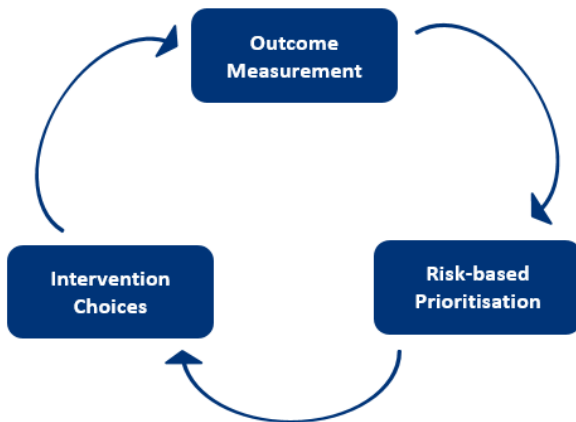 Outcome
Measurement
Risk-based
Prioritisation
Intervention
Choices